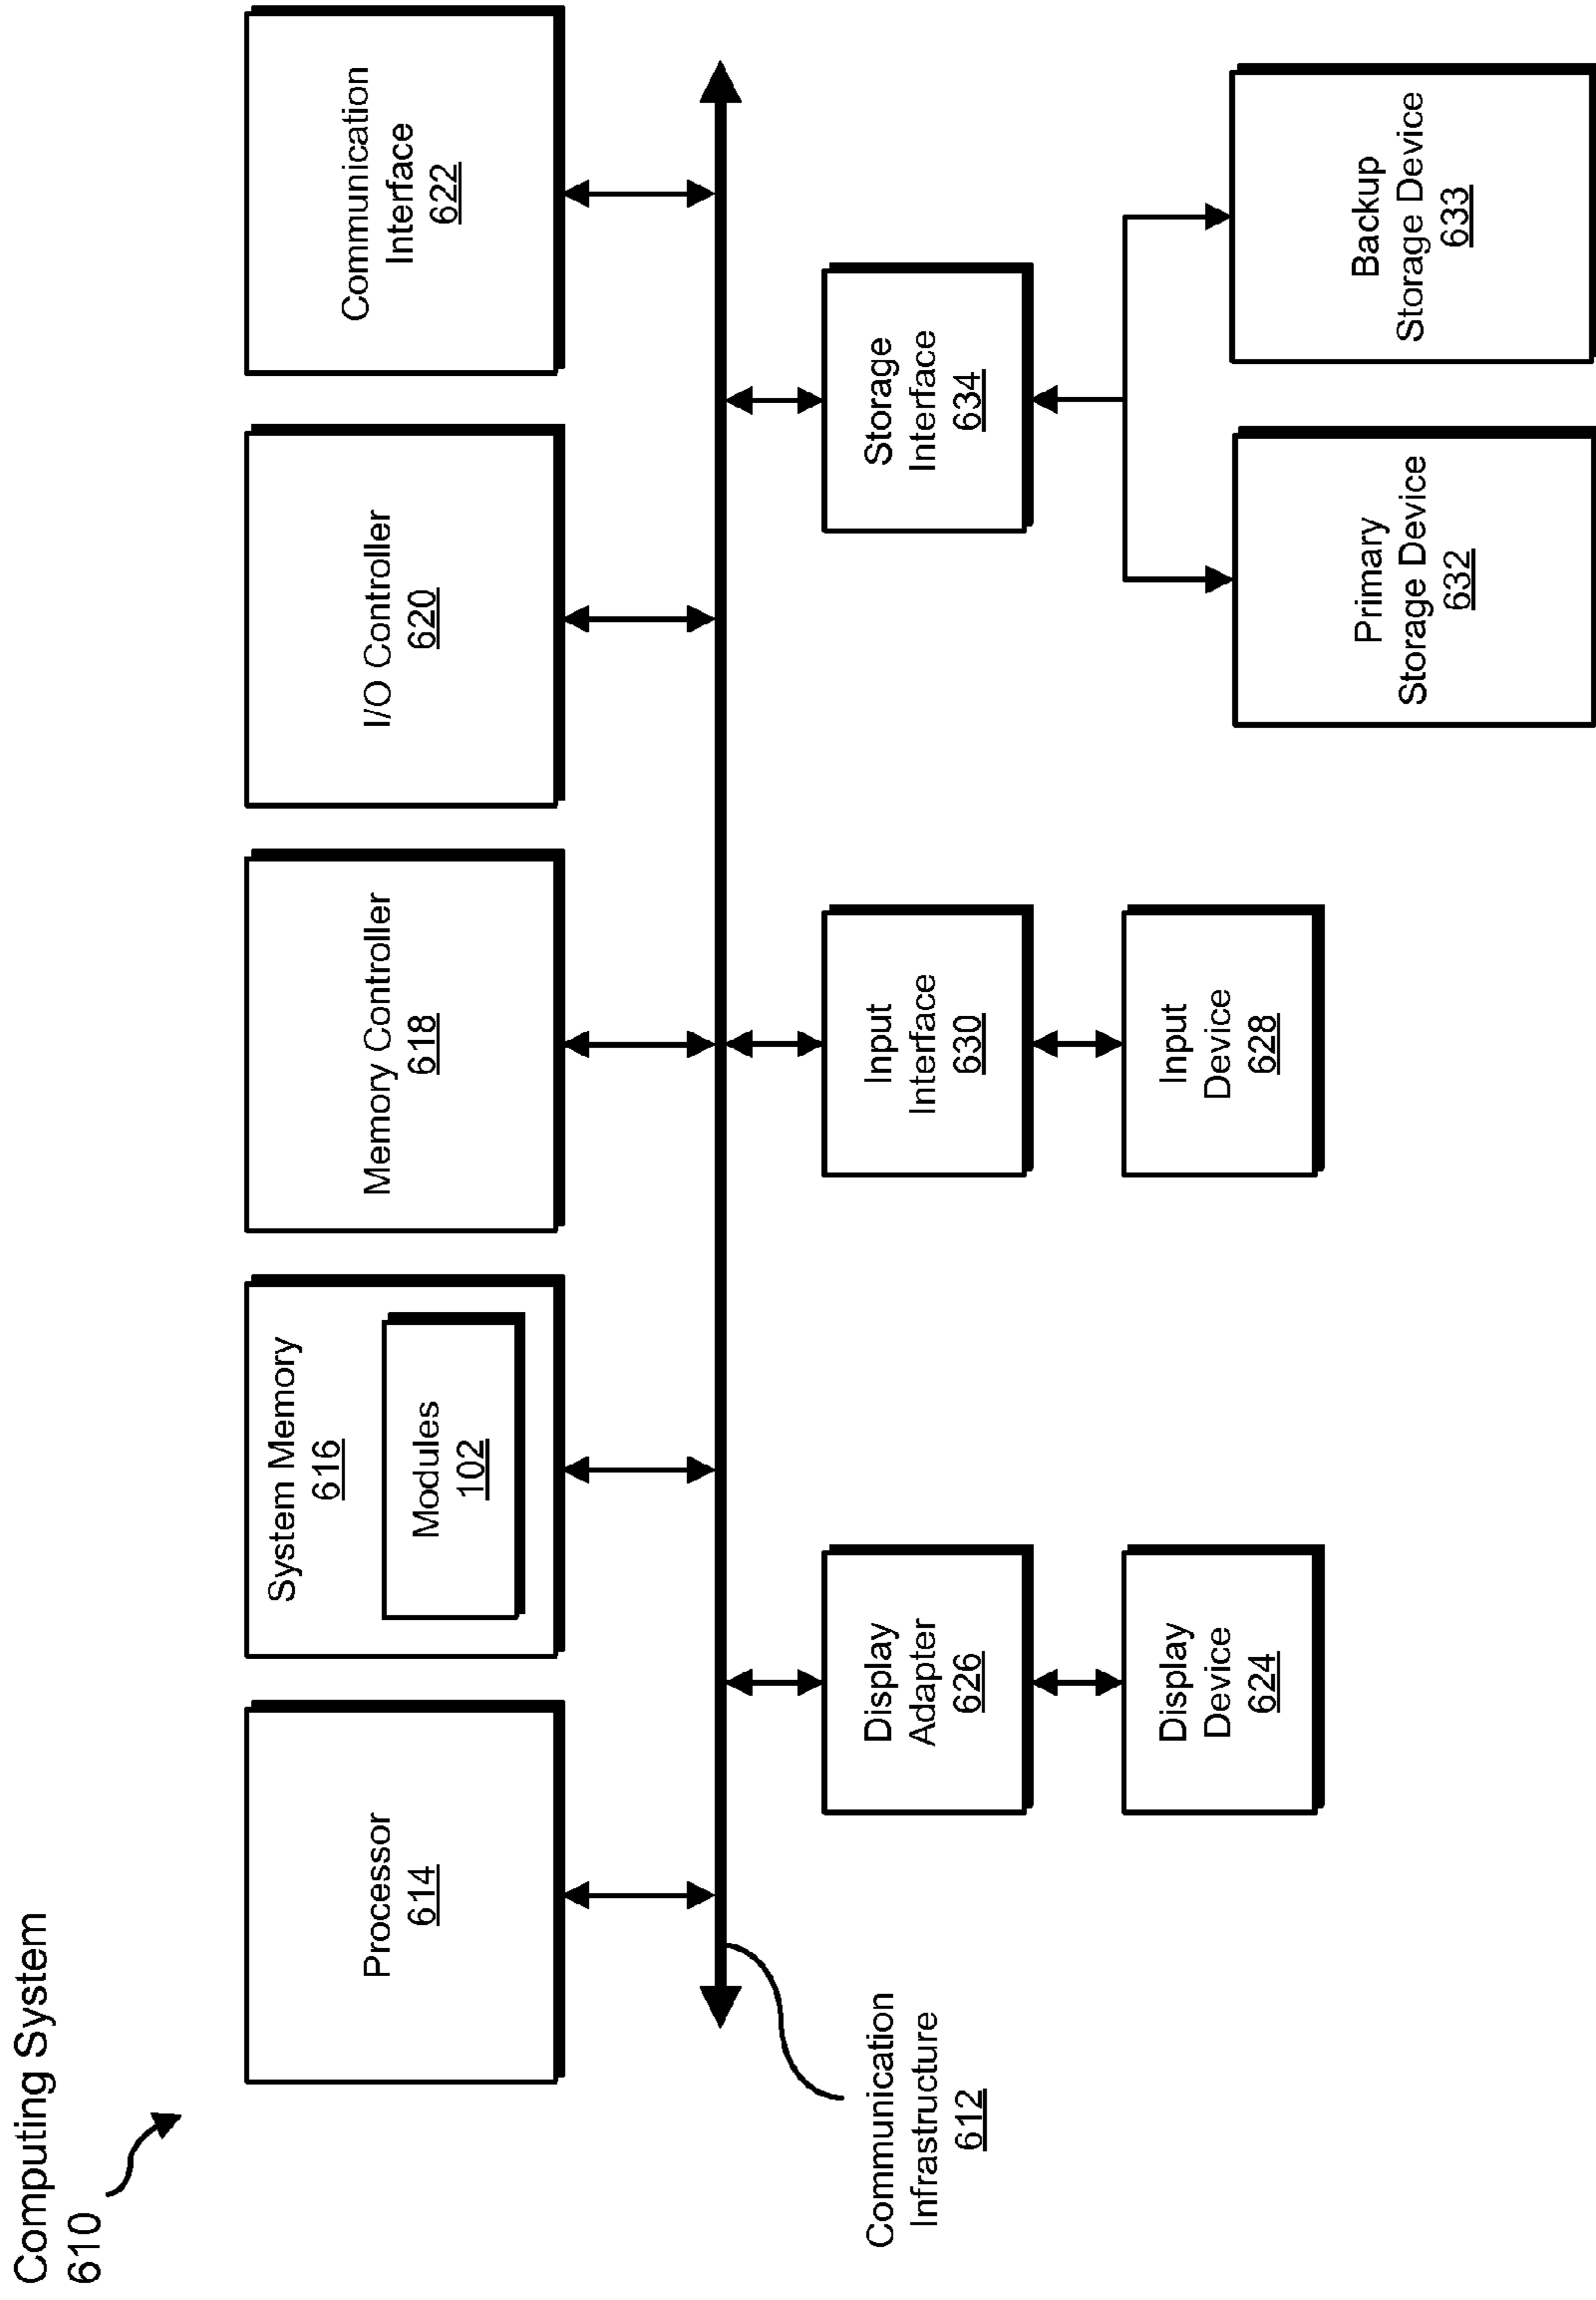 Computing System
610
Processor
614
System Memory
616
Modules
102
Memory Controller
618
I/O Controller
620
Communication
Interface
622
Communication
Infrastructure
612
Display
Adapter
626
Input
Interface
630
Storage
Interface
634
Display
Device
624
Input
Device
628
Primary
Storage Device
632
Backup
Storage Device
633